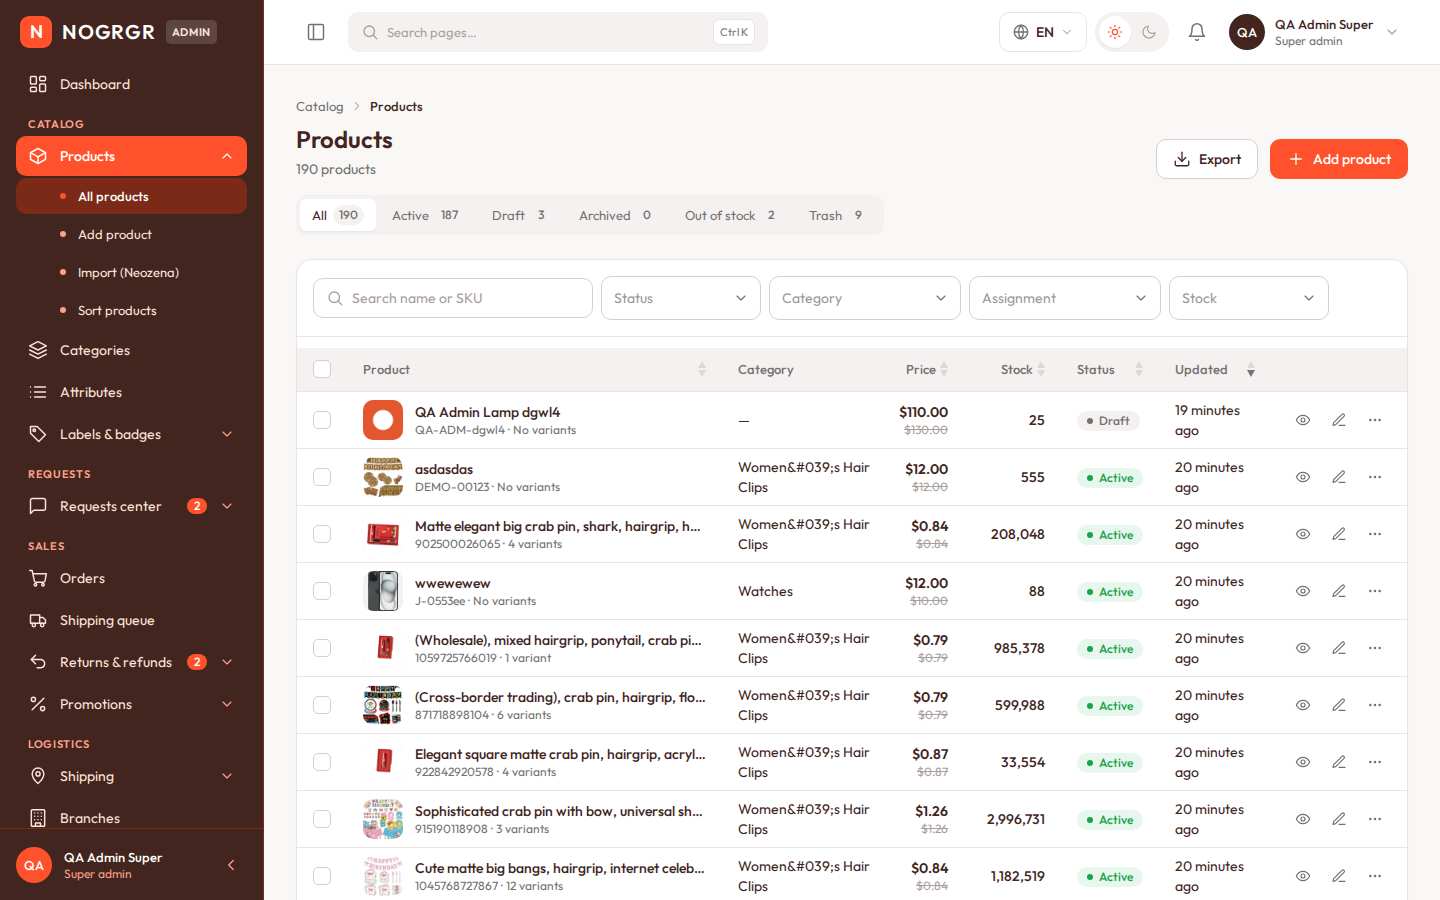 N NOGRGR ADMIN
Search pages... Ctrl K
EN
QA QA Admin Super
Super admin
Dashboard
CATALOG
Products
All products
Add product
Import (Neozena)
Sort products
Categories
Attributes
Labels & badges
REQUESTS
Requests center 2
SALES
Orders
Shipping queue
Returns & refunds 2
Promotions
LOGISTICS
Shipping
Branches
QA QA Admin Super
Super admin
Catalog > Products
Products
190 products
Export
+ Add product
All 190 Active 187 Draft 3 Archived 0 Out of stock 2 Trash 9
Search name or SKU Status Category Assignment Stock
Product Category Price Stock Status Updated
QA Admin Lamp dgwl4
QA-ADM-dgwl4 · No variants
—
$110.00
$130.00
25
Draft
19 minutes
ago
asdasdas
DEMO-00123 · No variants
Women&#039;s Hair
Clips
$12.00
$12.00
555
Active
20 minutes
ago
Matte elegant big crab pin, shark, hairgrip, h...
902500026065 · 4 variants
Women&#039;s Hair
Clips
$0.84
$0.84
208,048
Active
20 minutes
ago
wwewewew
J-0553ee · No variants
Watches
$12.00
$10.00
88
Active
20 minutes
ago
(Wholesale), mixed hairgrip, ponytail, crab pi...
1059725766019 · 1 variant
Women&#039;s Hair
Clips
$0.79
$0.79
985,378
Active
20 minutes
ago
(Cross-border trading), crab pin, hairgrip, flo...
871718898104 · 6 variants
Women&#039;s Hair
Clips
$0.79
$0.79
599,988
Active
20 minutes
ago
Elegant square matte crab pin, hairgrip, acryl...
922842920578 · 4 variants
Women&#039;s Hair
Clips
$0.87
$0.87
33,554
Active
20 minutes
ago
Sophisticated crab pin with bow, universal sh...
915190118908 · 3 variants
Women&#039;s Hair
Clips
$1.26
$1.26
2,996,731
Active
20 minutes
ago
Cute matte big bangs, hairgrip, internet celeb...
1045768727867 · 12 variants
Women&#039;s Hair
Clips
$0.84
$0.84
1,182,519
Active
20 minutes
ago